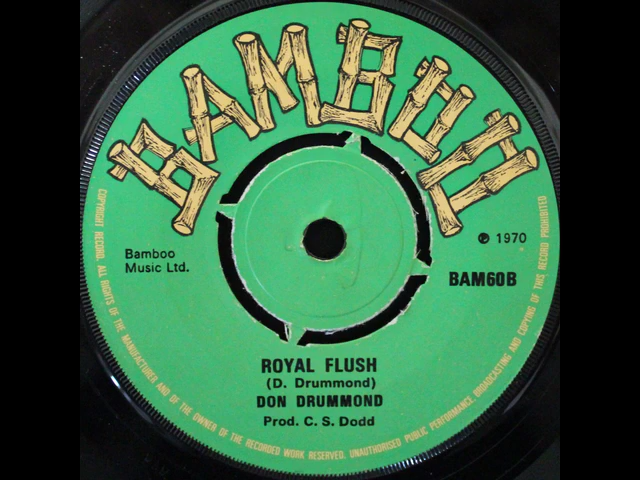 BAMBOO
℗ 1970
Bamboo
Music Ltd.
BAM60B
ROYAL FLUSH
(D. Drummond)
DON DRUMMOND
Prod. C. S. Dodd
COPYRIGHT RECORD. ALL RIGHTS OF THE MANUFACTURER AND OF THE OWNER OF THE RECORDED WORK RESERVED. UNAUTHORISED PUBLIC PERFORMANCE BROADCASTING AND COPYING OF THIS RECORD PROHIBITED